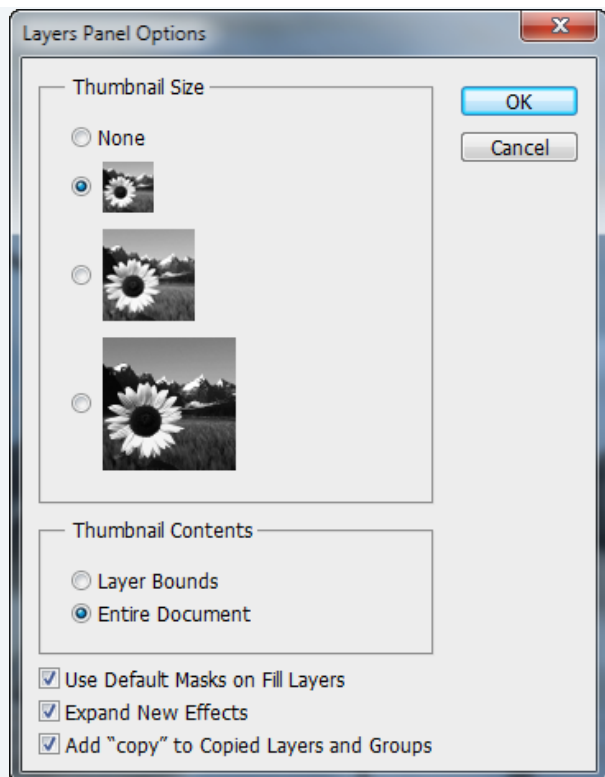 Layers Panel Options
Thumbnail Size
OK
None
Cancel
Thumbnail Contents
Layer Bounds
Entire Document
Use Default Masks on Fill Layers
Expand New Effects
Add “copy” to Copied Layers and Groups